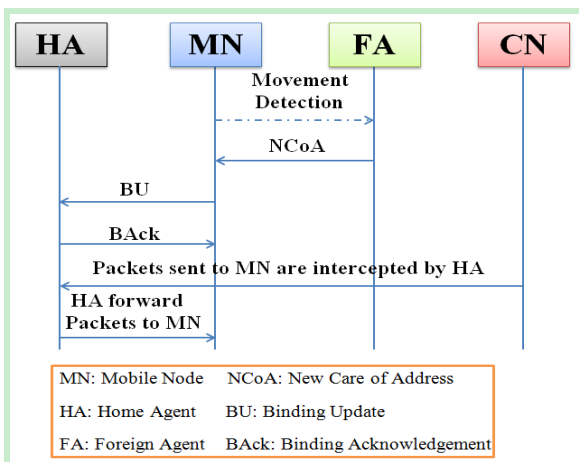 HA MN FA CN
Movement
Detection
NCoA
BU
BAck
Packets sent to MN are intercepted by HA
HA forward
Packets to MN
MN: Mobile Node NCoA: New Care of Address
HA: Home Agent BU: Binding Update
FA: Foreign Agent BAck: Binding Acknowledgement